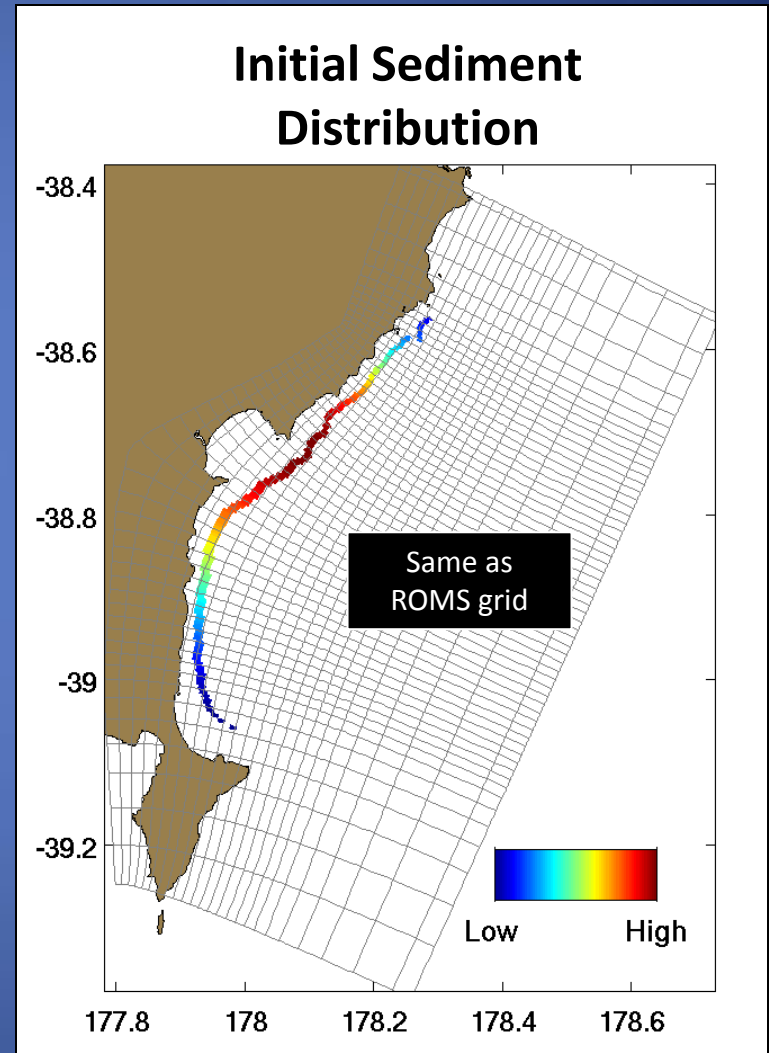 Initial Sediment
Distribution
-38.4
-38.6
-38.8
Same as
ROMS grid
-39
-39.2
Low High
177.8 178 178.2 178.4 178.6